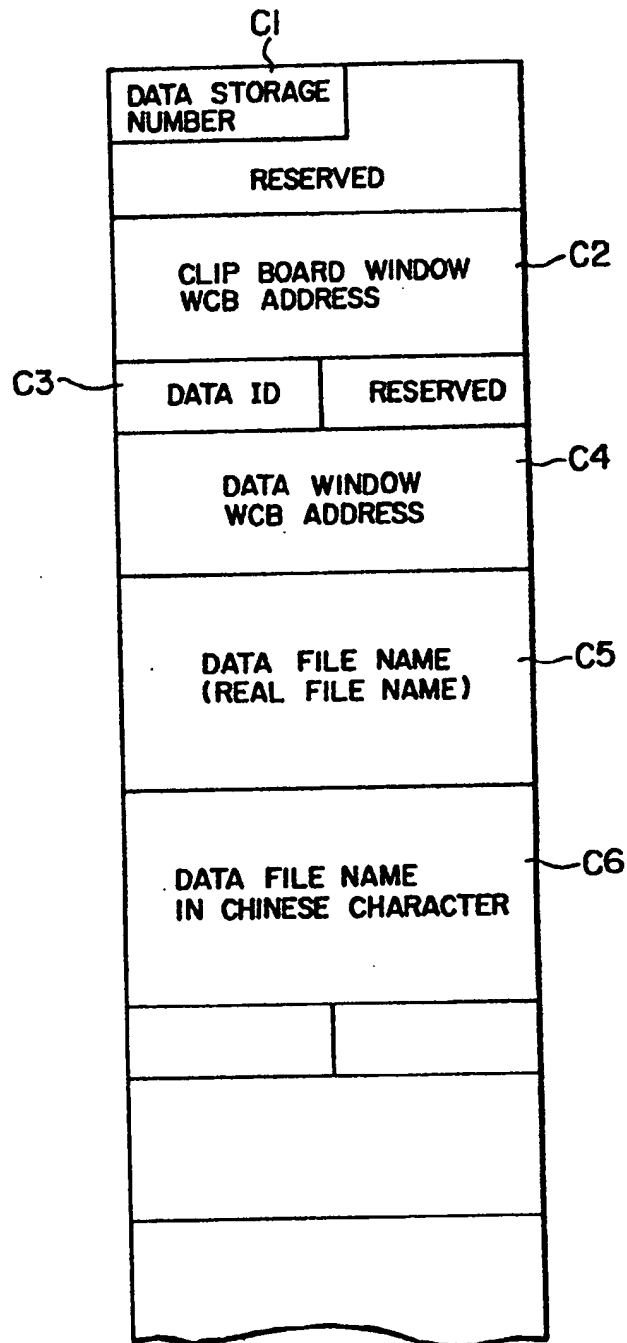 C1
DATA STORAGE
NUMBER
RESERVED
CLIP BOARD WINDOW
WCB ADDRESS
C2
C3
DATA ID
RESERVED
C4
DATA WINDOW
WCB ADDRESS
DATA FILE NAME
(REAL FILE NAME)
C5
DATA FILE NAME
IN CHINESE CHARACTER
C6